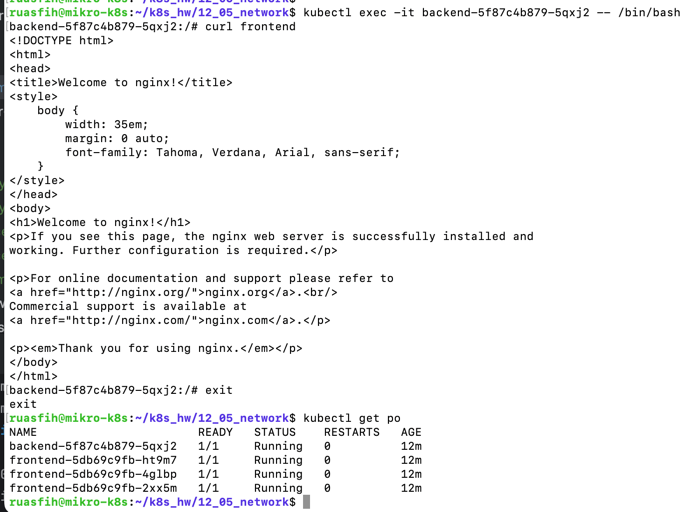 ruasfih@mikro-k8s:~/k8s_hw/12_05_network$ kubectl exec -it backend-5f87c4b879-5qxj2 -- /bin/bash
backend-5f87c4b879-5qxj2:/# curl frontend
<!DOCTYPE html>
<html>
<head>
<title>Welcome to nginx!</title>
<style>
    body {
        width: 35em;
        margin: 0 auto;
        font-family: Tahoma, Verdana, Arial, sans-serif;
    }
</style>
</head>
<body>
<h1>Welcome to nginx!</h1>
<p>If you see this page, the nginx web server is successfully installed and
working. Further configuration is required.</p>

<p>For online documentation and support please refer to
<a href="http://nginx.org/">nginx.org</a>.<br/>
Commercial support is available at
<a href="http://nginx.com/">nginx.com</a>.</p>

<p><em>Thank you for using nginx.</em></p>
</body>
</html>
backend-5f87c4b879-5qxj2:/# exit
exit
ruasfih@mikro-k8s:~/k8s_hw/12_05_network$ kubectl get po
NAME                        READY   STATUS    RESTARTS   AGE
backend-5f87c4b879-5qxj2    1/1     Running   0          12m
frontend-5db69c9fb-ht9m7    1/1     Running   0          12m
frontend-5db69c9fb-4glbp    1/1     Running   0          12m
frontend-5db69c9fb-2xx5m    1/1     Running   0          12m
ruasfih@mikro-k8s:~/k8s_hw/12_05_network$